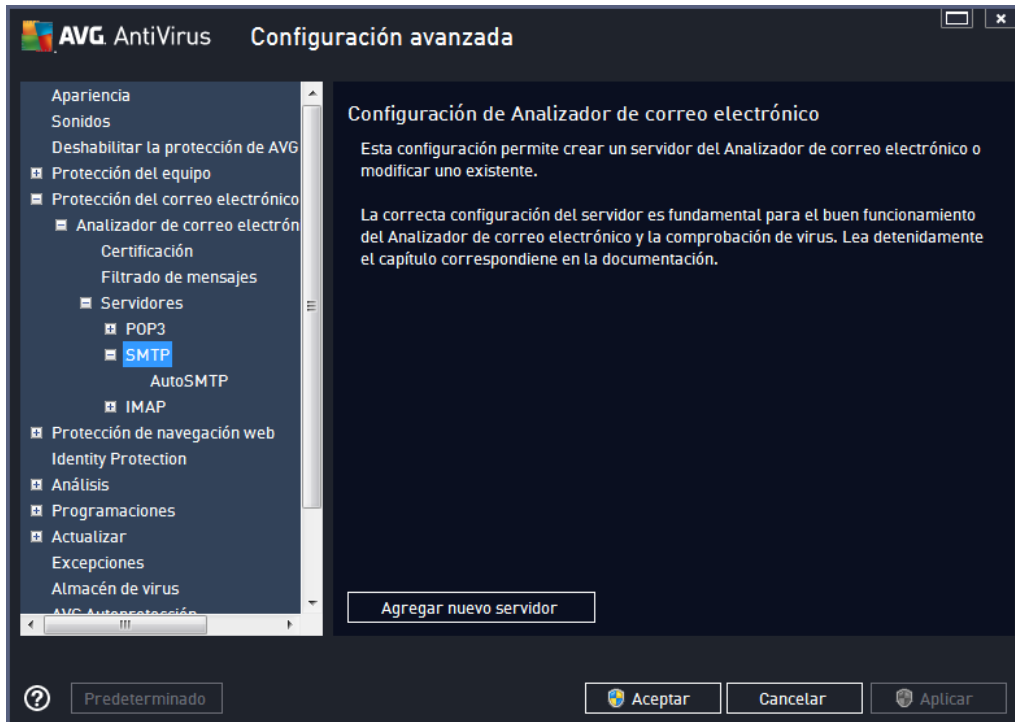 AVG. AntiVirus Configuración avanzada
Apariencia
Sonidos
Deshabilitar la protección de AVG
Protección del equipo
Protección del correo electrónico
Analizador de correo electrón
Certificación
Filtrado de mensajes
Servidores
POP3
SMTP
AutoSMTP
IMAP
Protección de navegación web
Identity Protection
Análisis
Programaciones
Actualizar
Excepciones
Almacén de virus
AVG Autoprotección
Configuración de Analizador de correo electrónico
Esta configuración permite crear un servidor del Analizador de correo electrónico o
modificar uno existente.
La correcta configuración del servidor es fundamental para el buen funcionamiento
del Analizador de correo electrónico y la comprobación de virus. Lea detenidamente
el capítulo correspondiene en la documentación.
Agregar nuevo servidor
Predeterminado
Aceptar
Cancelar
Aplicar